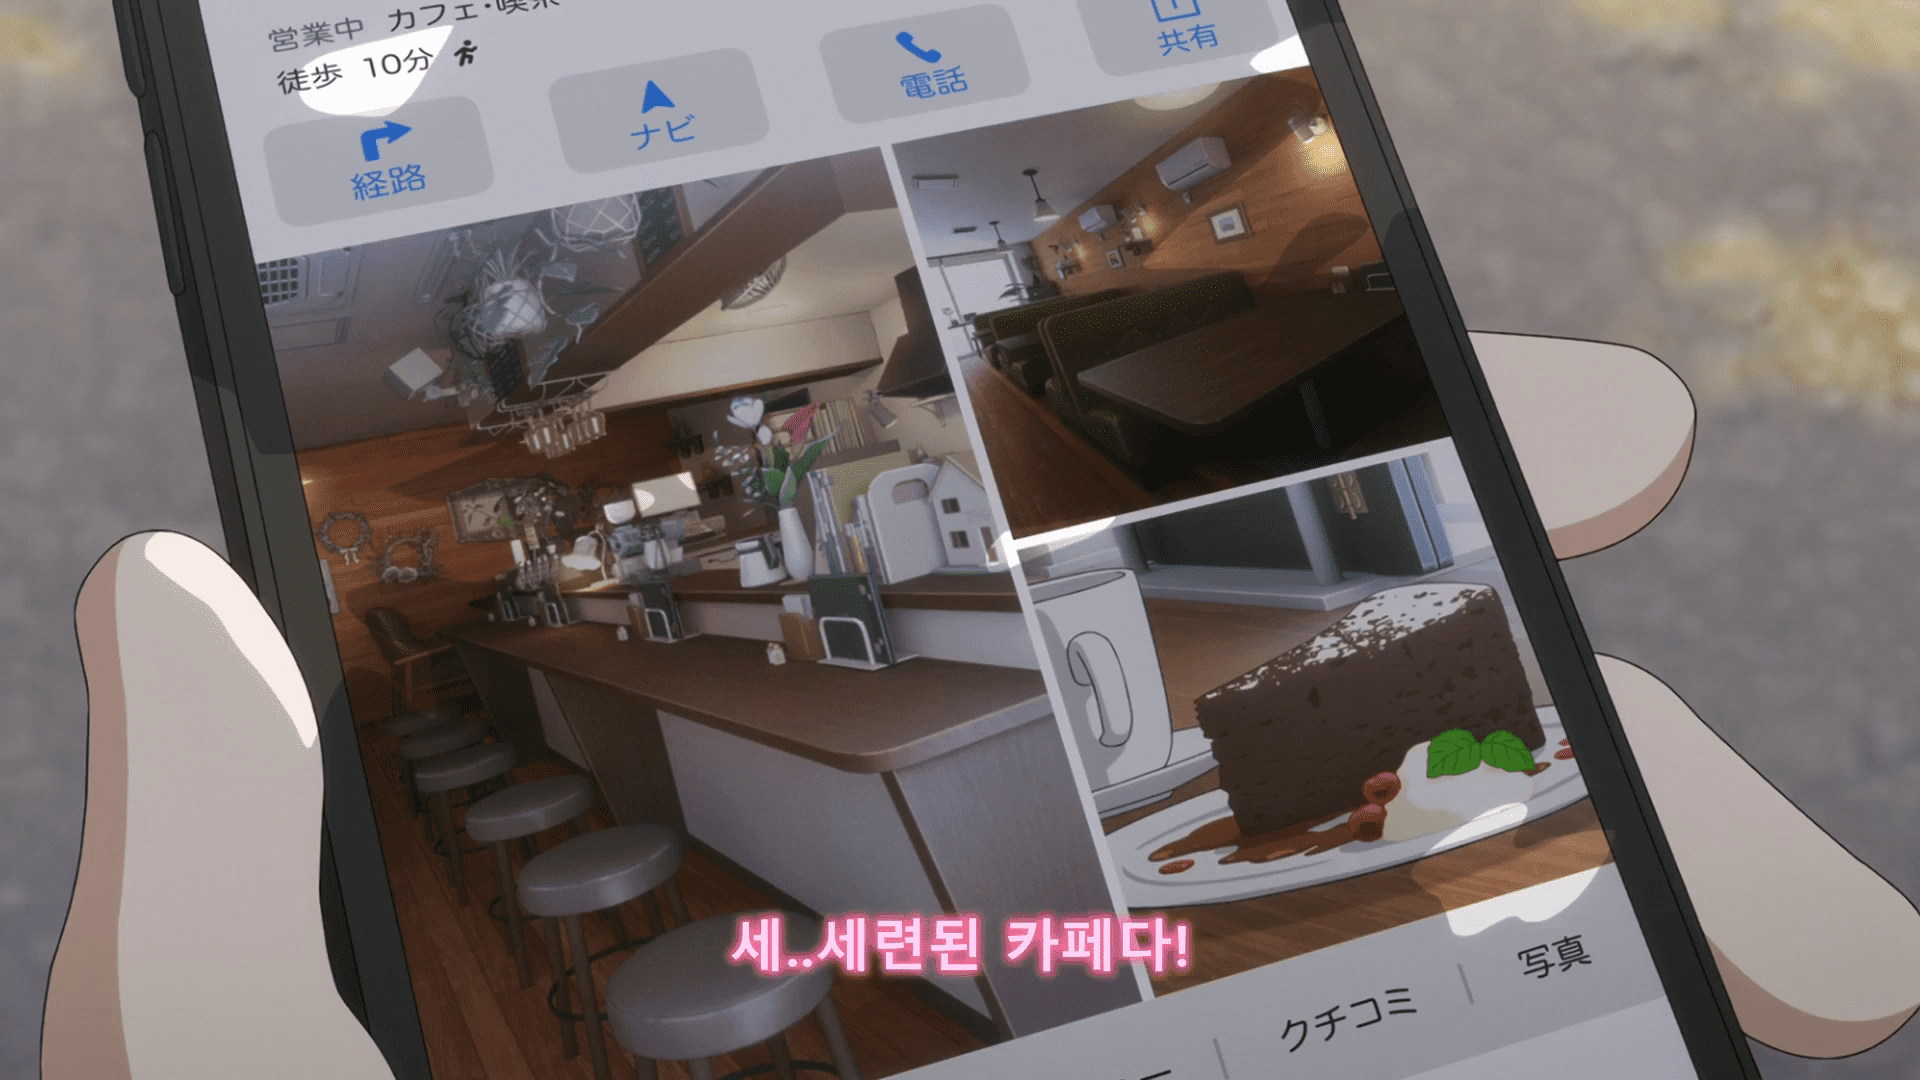 営業中 カフェ・喫茶
徒歩 10分
経路
ナビ
電話
共有
세..세련된 카페다!
クチコミ
写真